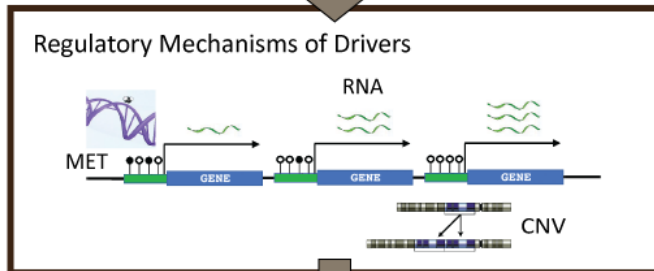 Regulatory Mechanisms of Drivers
RNA
MET
GENE GENE GENE
CNV